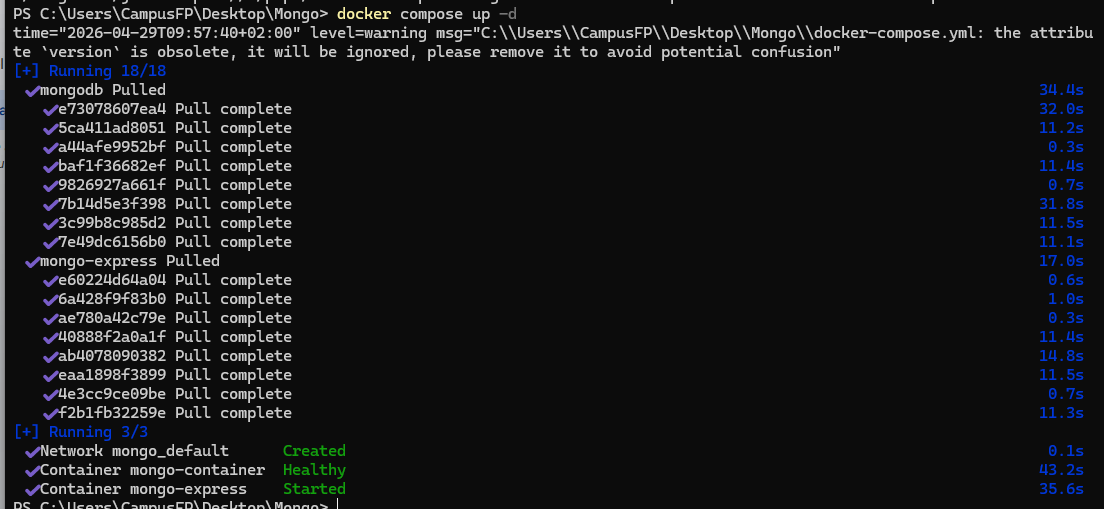 PS C:\Users\CampusFP\Desktop\Mongo> docker compose up -d
time="2026-04-29T09:57:40+02:00" level=warning msg="C:\\Users\\CampusFP\\Desktop\\Mongo\\docker-compose.yml: the attribu
te `version` is obsolete, it will be ignored, please remove it to avoid potential confusion"
[+] Running 18/18
✔mongodb Pulled 34.4s
✔e73078607ea4 Pull complete 32.0s
✔5ca411ad8051 Pull complete 11.2s
✔a44afe9952bf Pull complete 0.3s
✔baf1f36682ef Pull complete 11.4s
✔9826927a661f Pull complete 0.7s
✔7b14d5e3f398 Pull complete 31.8s
✔3c99b8c985d2 Pull complete 11.5s
✔7e49dc6156b0 Pull complete 11.1s
✔mongo-express Pulled 17.0s
✔e60224d64a04 Pull complete 0.6s
✔6a428f9f83b0 Pull complete 1.0s
✔ae780a42c79e Pull complete 0.3s
✔40888f2a0a1f Pull complete 11.4s
✔ab4078090382 Pull complete 14.8s
✔eaa1898f3899 Pull complete 11.5s
✔4e3cc9ce09be Pull complete 0.7s
✔f2b1fb32259e Pull complete 11.3s
[+] Running 3/3
✔Network mongo_default Created 0.1s
✔Container mongo-container Healthy 43.2s
✔Container mongo-express Started 35.6s
PS C:\Users\CampusFP\Desktop\Mongo>